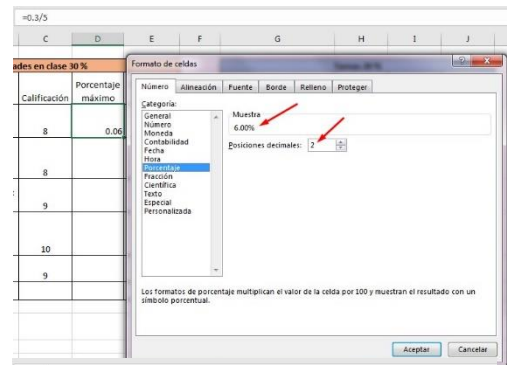 =0.3/5
C D E F G H I J
ades en clase 30 %
Calificación
Porcentaje
máximo
8 0.06
8
9
10
9
Formato de celdas
Número Alineación Fuente Borde Relleno Proteger
Categoría:
General
Número
Moneda
Contabilidad
Fecha
Hora
Porcentaje
Fracción
Científica
Texto
Especial
Personalizada
Muestra
6.00%
Posiciones decimales: 2
Los formatos de porcentaje multiplican el valor de la celda por 100 y muestran el resultado con un
símbolo porcentual.
Aceptar Cancelar